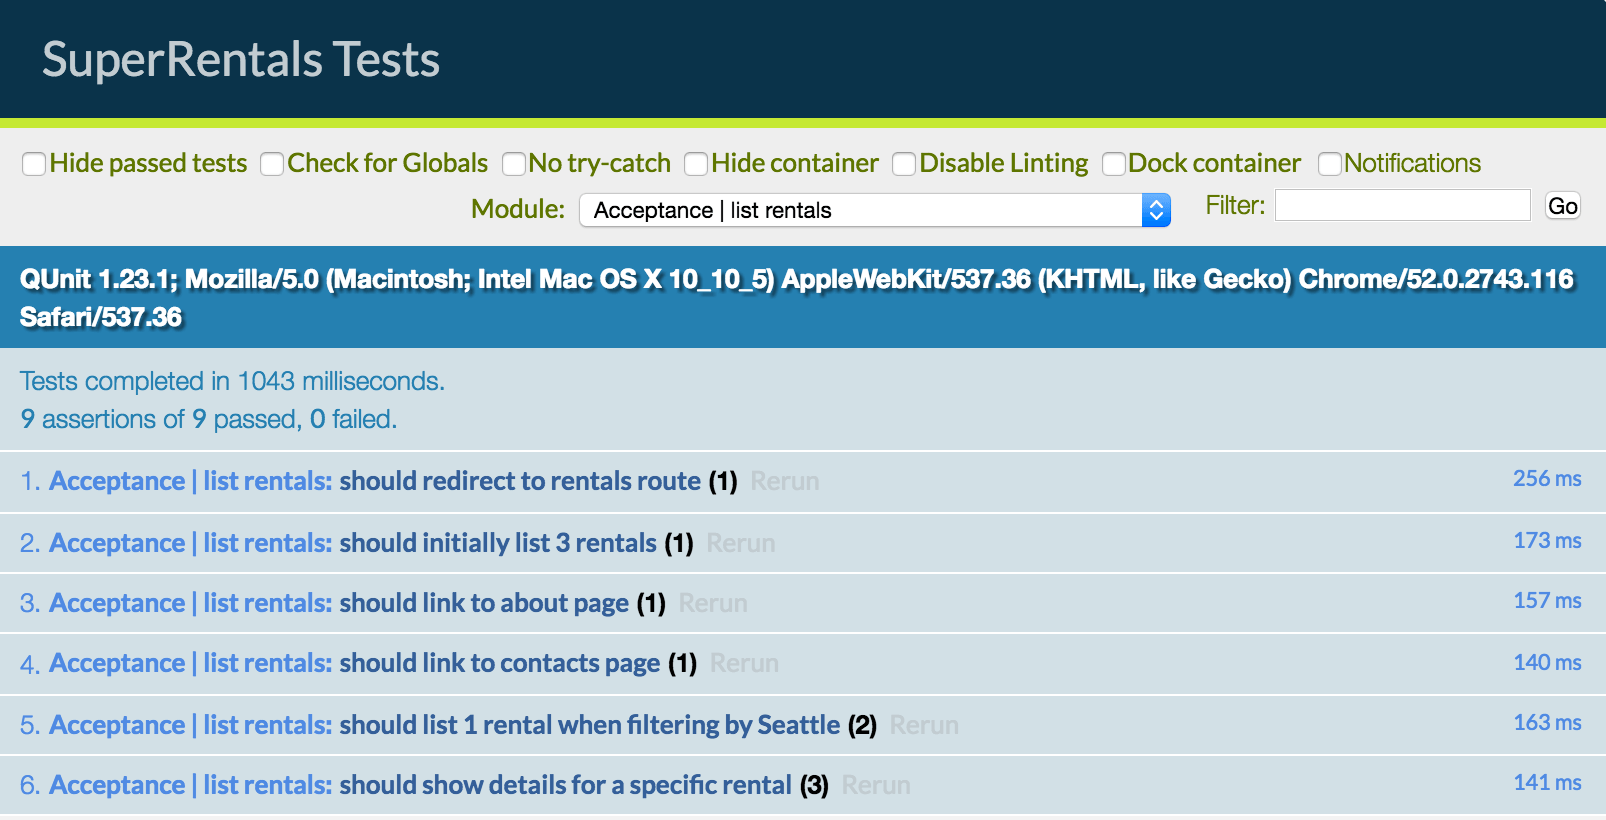 SuperRentals Tests
Hide passed tests Check for Globals No try-catch Hide container Disable Linting Dock container Notifications
Module: Acceptance | list rentals Filter: Go
QUnit 1.23.1; Mozilla/5.0 (Macintosh; Intel Mac OS X 10_10_5) AppleWebKit/537.36 (KHTML, like Gecko) Chrome/52.0.2743.116
Safari/537.36
Tests completed in 1043 milliseconds.
9 assertions of 9 passed, 0 failed.
1. Acceptance | list rentals: should redirect to rentals route (1) Rerun 256 ms
2. Acceptance | list rentals: should initially list 3 rentals (1) Rerun 173 ms
3. Acceptance | list rentals: should link to about page (1) Rerun 157 ms
4. Acceptance | list rentals: should link to contacts page (1) Rerun 140 ms
5. Acceptance | list rentals: should list 1 rental when filtering by Seattle (2) Rerun 163 ms
6. Acceptance | list rentals: should show details for a specific rental (3) Rerun 141 ms